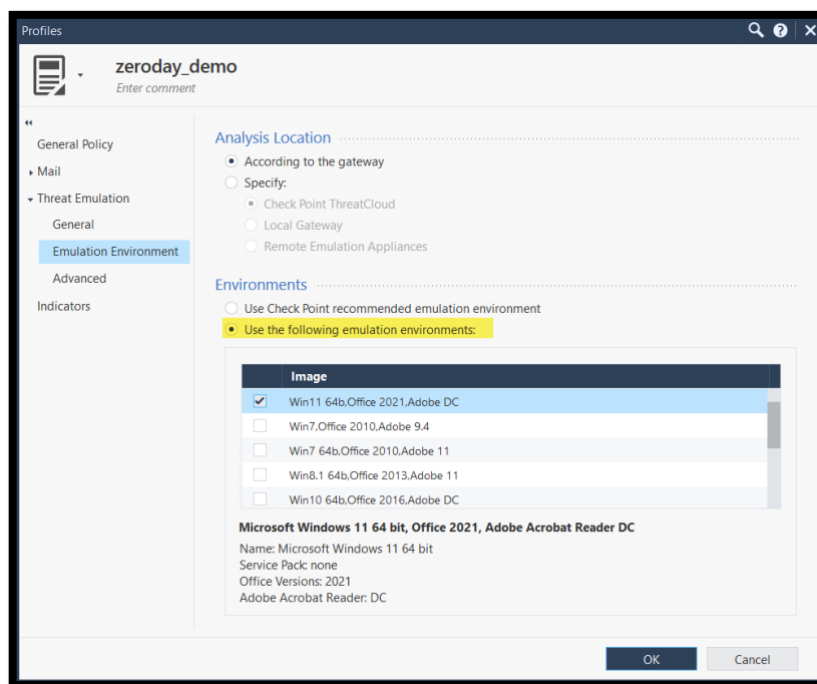 Profiles
zeroday_demo
Enter comment
General Policy
Mail
Threat Emulation
General
Emulation Environment
Advanced
Indicators
Analysis Location
According to the gateway
Specify:
Check Point ThreatCloud
Local Gateway
Remote Emulation Appliances
Environments
Use Check Point recommended emulation environment
Use the following emulation environments:
Image
Win11 64b,Office 2021,Adobe DC
Win7,Office 2010,Adobe 9.4
Win7 64b,Office 2010,Adobe 11
Win8.1 64b,Office 2013,Adobe 11
Win10 64b,Office 2016,Adobe DC
Microsoft Windows 11 64 bit, Office 2021, Adobe Acrobat Reader DC
Name: Microsoft Windows 11 64 bit
Service Pack: none
Office Versions: 2021
Adobe Acrobat Reader: DC
OK Cancel